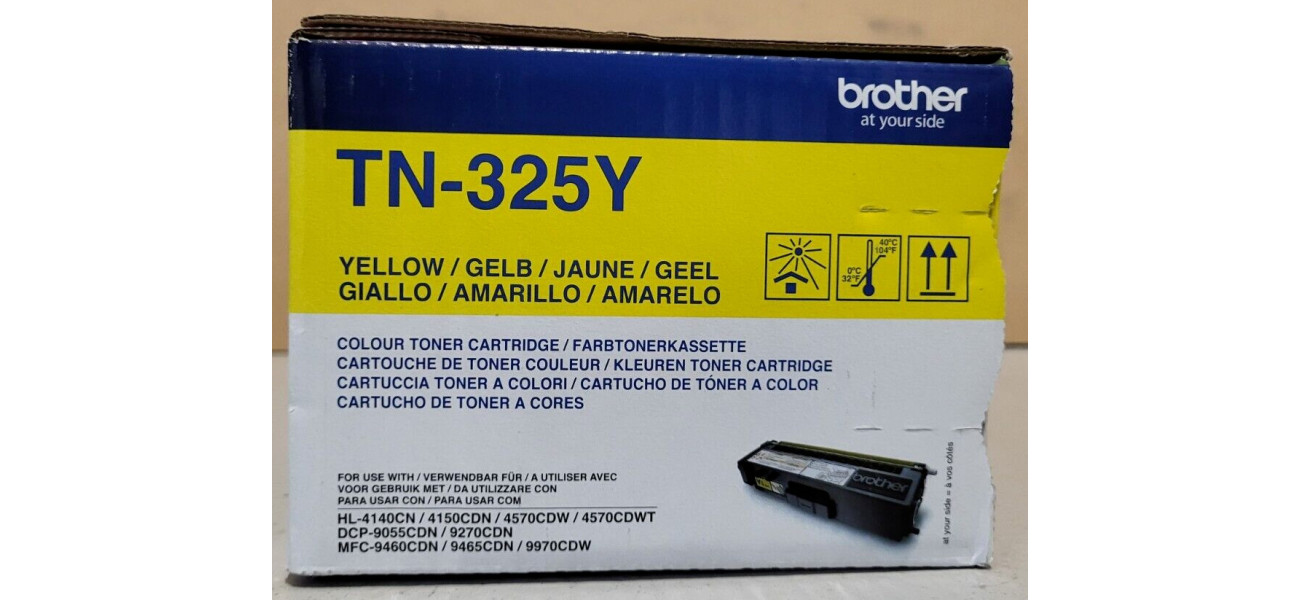 brother
at your side
TN-325Y
40°C
104°F
0°C
32°F
YELLOW / GELB / JAUNE / GEEL
GIALLO / AMARILLO / AMARELO
COLOUR TONER CARTRIDGE / FARBTONERKASSETTE
CARTOUCHE DE TONER COULEUR / KLEUREN TONER CARTRIDGE
CARTUCCIA TONER A COLORI / CARTUCHO DE TÓNER A COLOR
CARTUCHO DE TONER A CORES
brother
at your side = à vos côtés
FOR USE WITH / VERWENDBAR FÜR / A UTILISER AVEC
VOOR GEBRUIK MET / DA UTILIZZARE CON
PARA USAR CON / PARA USAR COM
HL-4140CN / 4150CDN / 4570CDW / 4570CDWT
DCP-9055CDN / 9270CDN
MFC-9460CDN / 9465CDN / 9970CDW